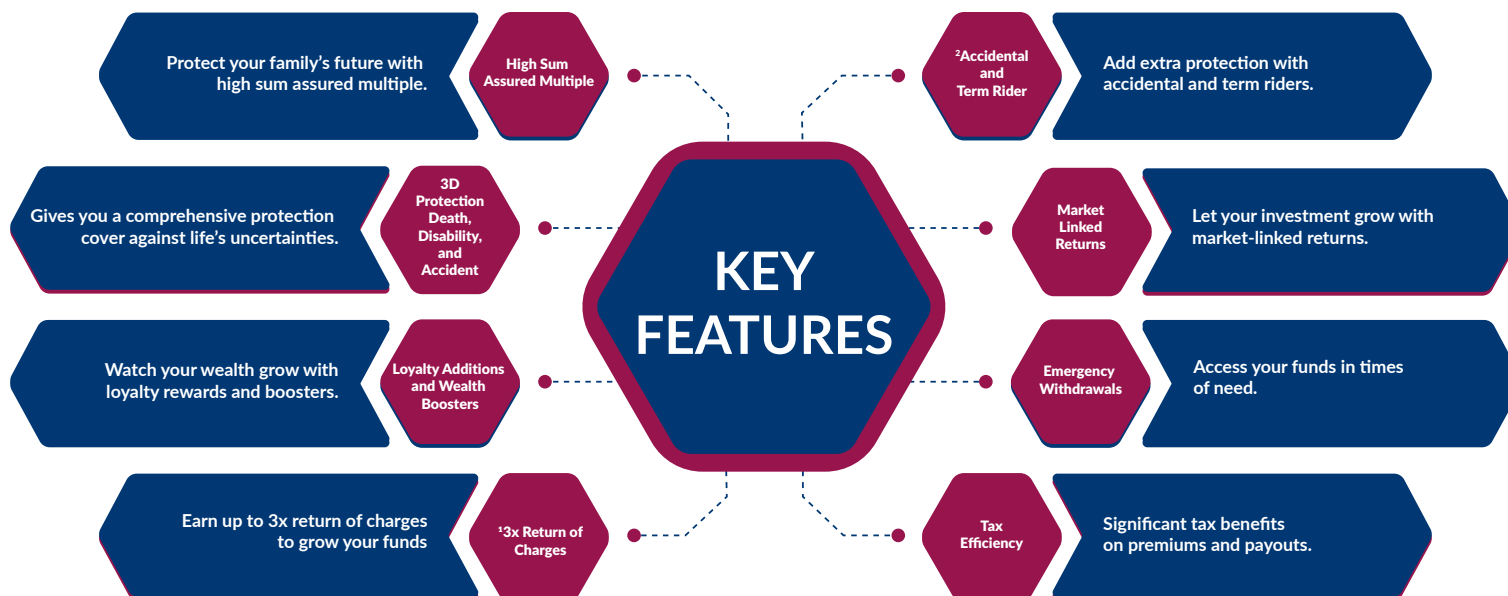 Protect your family's future with
high sum assured multiple.
High Sum
Assured Multiple
²Accidental
and
Term Rider
Add extra protection with
accidental and term riders.
Gives you a comprehensive protection
cover against life's uncertainties.
3D
Protection
Death,
Disability,
and
Accident
Market
Linked
Returns
Let your investment grow with
market-linked returns.
KEY
FEATURES
Watch your wealth grow with
loyalty rewards and boosters.
Loyalty Additions
and Wealth
Boosters
Emergency
Withdrawals
Access your funds in times
of need.
Earn up to 3x return of charges
to grow your funds
¹3x Return of
Charges
Tax
Efficiency
Significant tax benefits
on premiums and payouts.